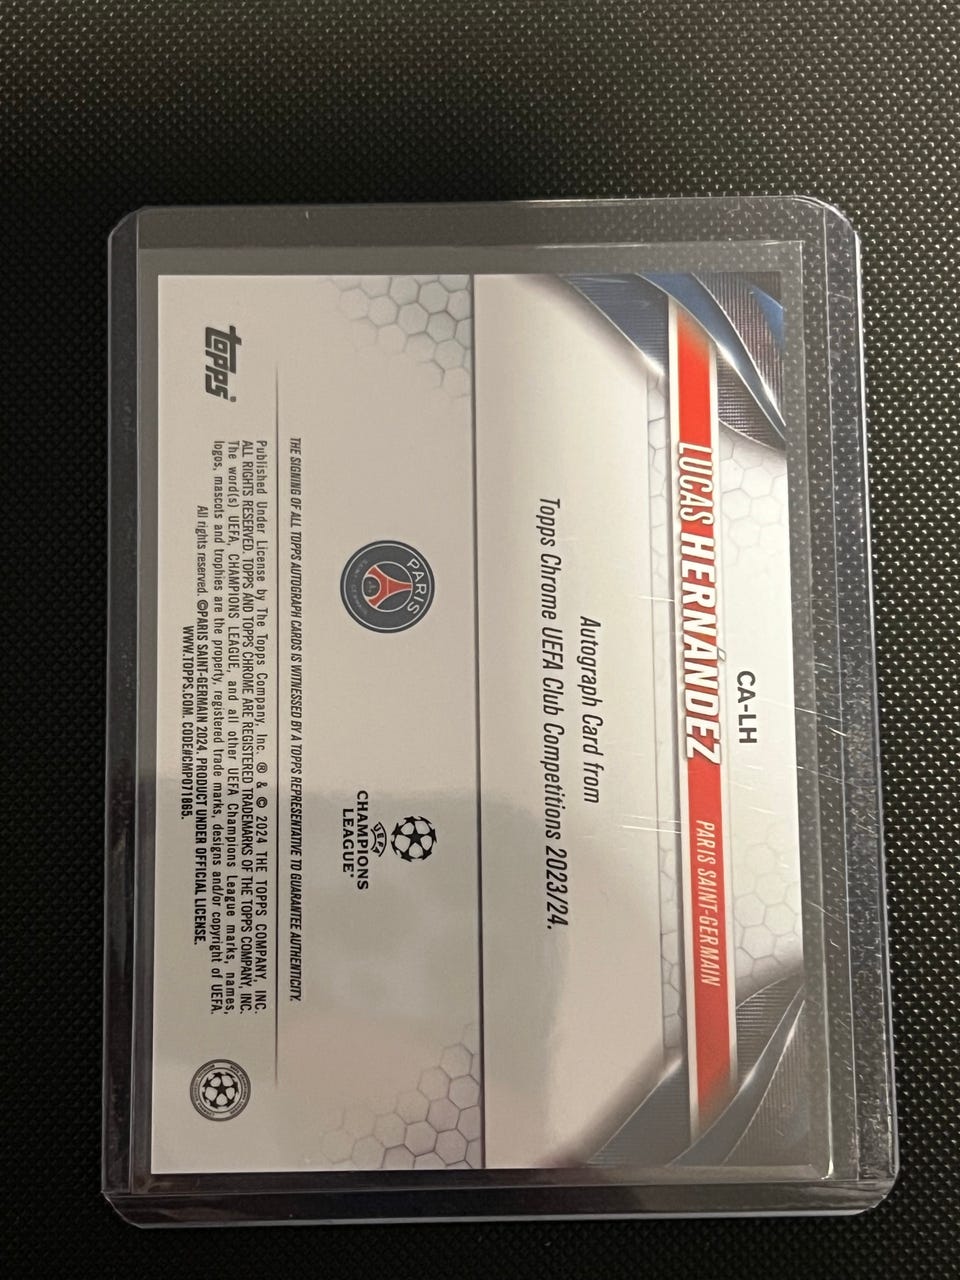 CA-LH
LUCAS HERNÁNDEZ PARIS SAINT-GERMAIN
Autograph Card from
Topps Chrome UEFA Club Competitions 2023/24.
PARIS
SAINT-GERMAIN
UEFA
CHAMPIONS
LEAGUE®
THE SIGNING OF ALL TOPPS AUTOGRAPH CARDS IS WITNESSED BY A TOPPS REPRESENTATIVE TO GUARANTEE AUTHENTICITY.
topps®
Published Under License by The Topps Company, Inc. ® & © 2024 THE TOPPS COMPANY, INC.
ALL RIGHTS RESERVED. TOPPS AND TOPPS CHROME ARE REGISTERED TRADEMARKS OF THE TOPPS COMPANY, INC.
The word(s) UEFA, CHAMPIONS LEAGUE, and all other UEFA Champions League marks, names,
logos, mascots and trophies are the property, registered trade marks, designs and/or copyright of UEFA.
All rights reserved. ©PARIS SAINT-GERMAIN 2024. PRODUCT UNDER OFFICIAL LICENSE.
WWW.TOPPS.COM. CODE#CMP071865.